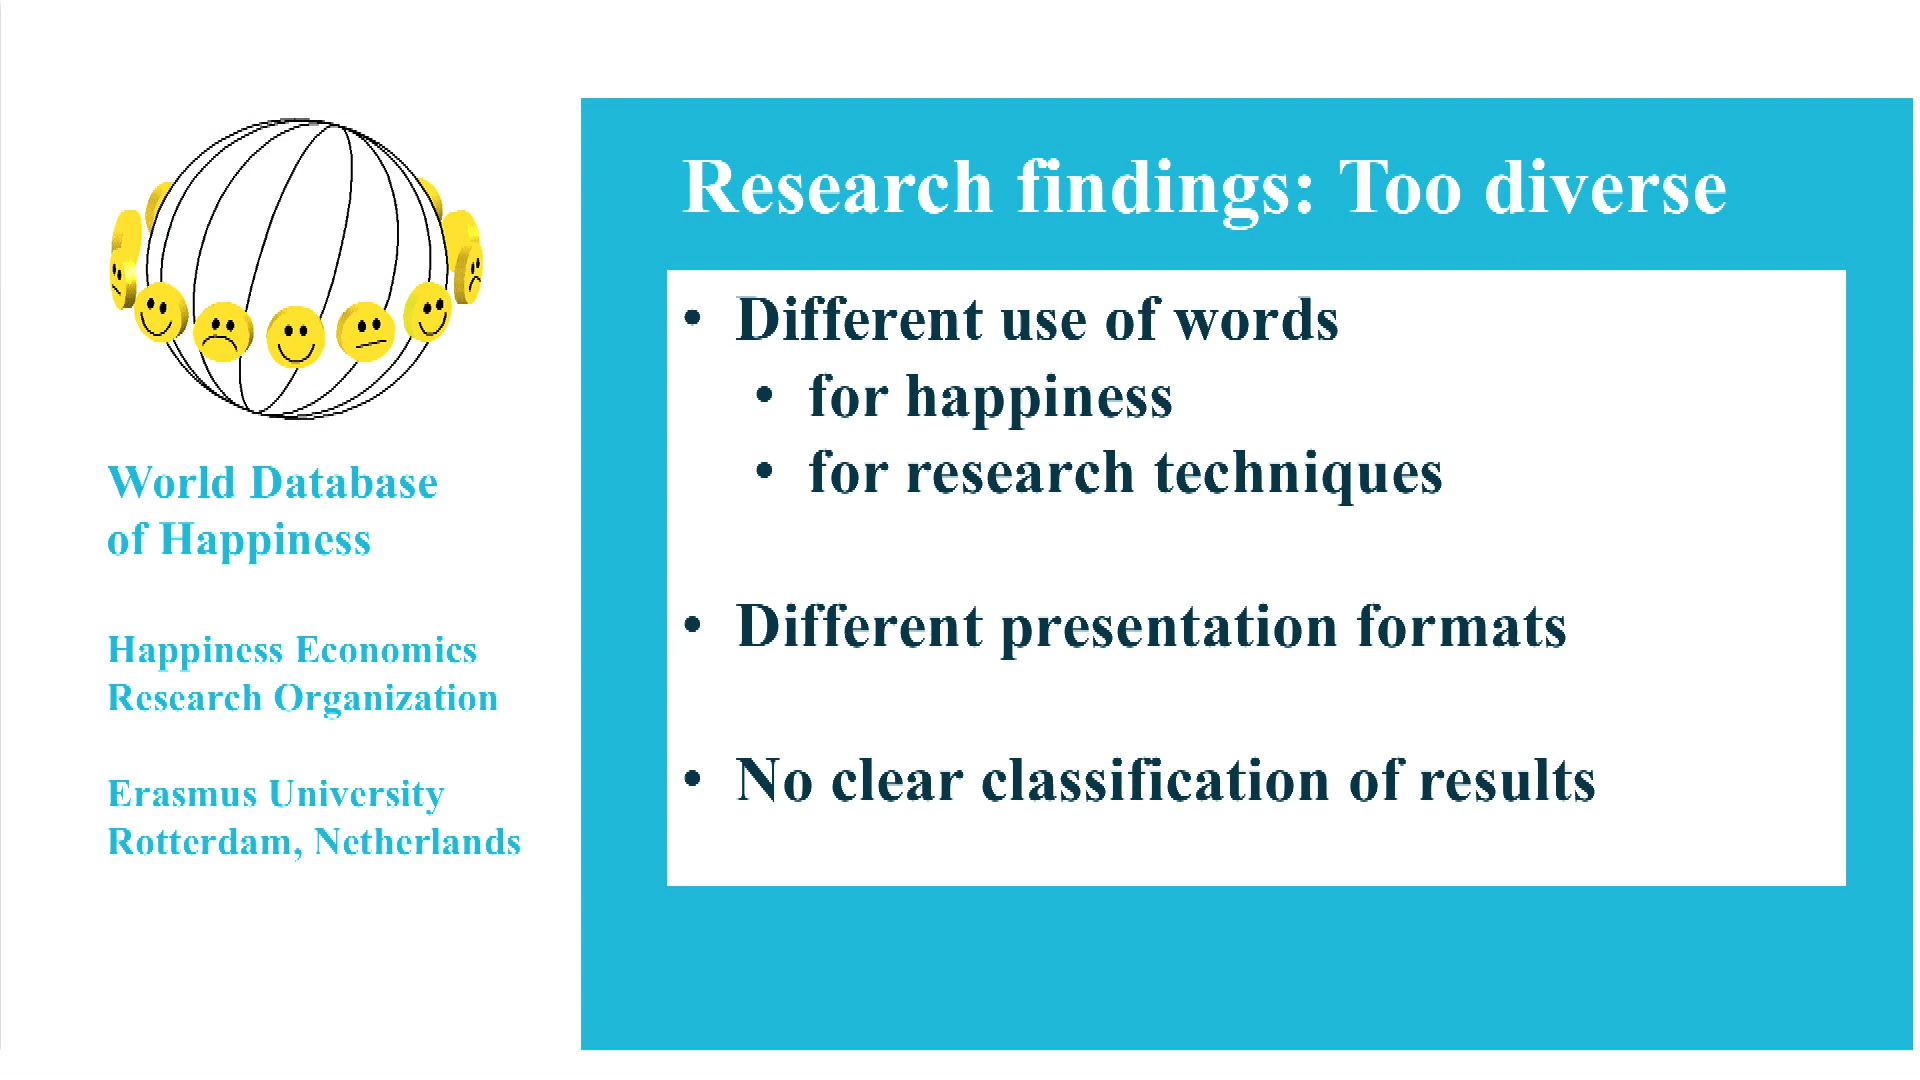 World Database
of Happiness
Happiness Economics
Research Organization
Erasmus University
Rotterdam, Netherlands
Research findings: Too diverse
• Different use of words
• for happiness
• for research techniques
• Different presentation formats
• No clear classification of results